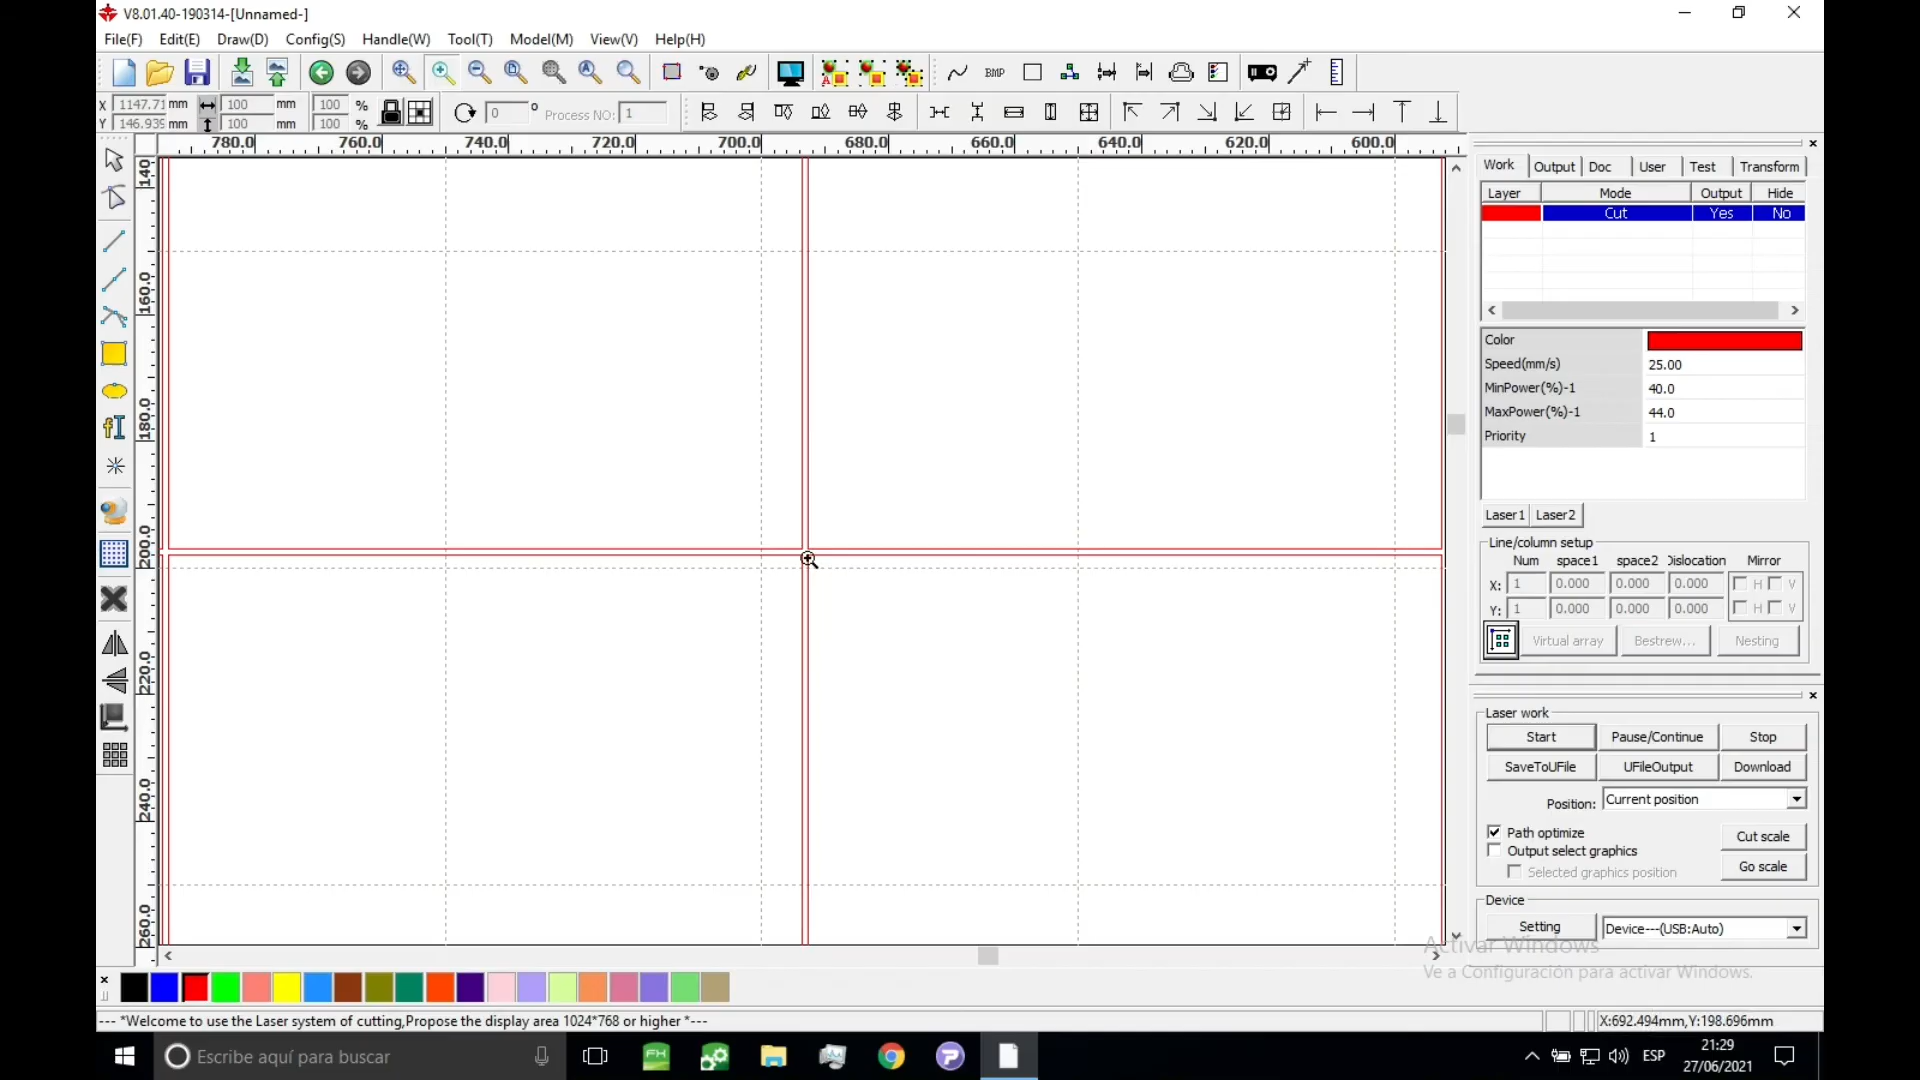 V8.01.40-190314-[Unnamed-]
File(F) Edit(E) Draw(D) Config(S) Handle(W) Tool(T) Model(M) View(V) Help(H)
BMP
X 1147.71 mm 100 mm 100 %
Y 146.939 mm 100 mm 100 %
0 ° Process NO: 1
780.0 760.0 740.0 720.0 700.0 680.0 660.0 640.0 620.0 600.0
140
160.0
180.0
200.0
220.0
240.0
260.0
Work Output Doc User Test Transform
Layer Mode Output Hide
Cut Yes No
Color
Speed(mm/s) 25.00
MinPower(%)-1 40.0
MaxPower(%)-1 44.0
Priority 1
Laser1 Laser2
Line/column setup
Num space1 space2 Dislocation Mirror
X: 1 0.000 0.000 0.000 H V
Y: 1 0.000 0.000 0.000 H V
Virtual array Bestrew... Nesting
Laser work
Start Pause/Continue Stop
SaveToUFile UFileOutput Download
Position: Current position
Path optimize
Output select graphics
Selected graphics position
Cut scale
Go scale
Device
Setting Device---(USB:Auto)
Activar Windows
Ve a Configuración para activar Windows.
--- *Welcome to use the Laser system of cutting,Propose the display area 1024*768 or higher *---
X:692.494mm,Y:198.696mm
Escribe aquí para buscar
FH
ESP
21:29
27/06/2021